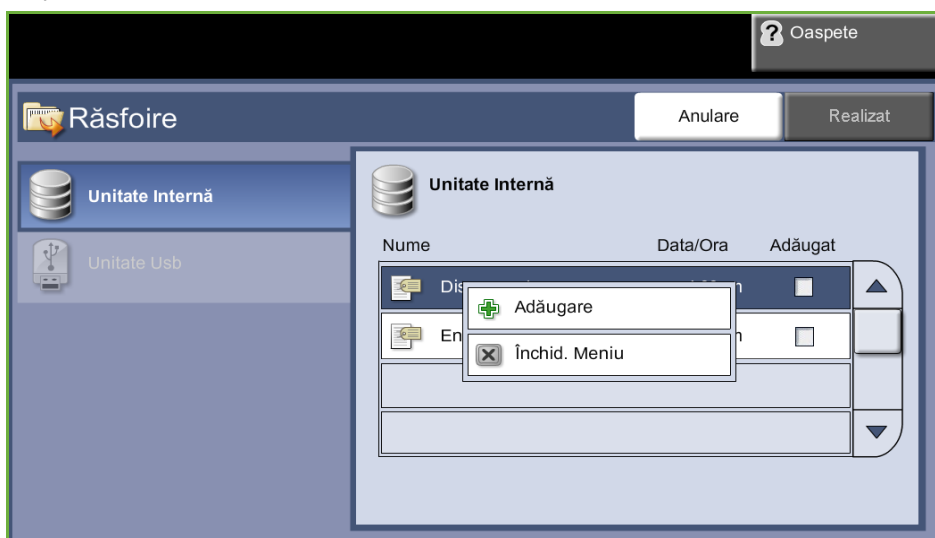 Oaspete
Răsfoire
Anulare
Realizat
Unitate Internă
Unitate Usb
Unitate Internă
Nume Data/Ora Adăugat
Adăugare
Închid. Meniu